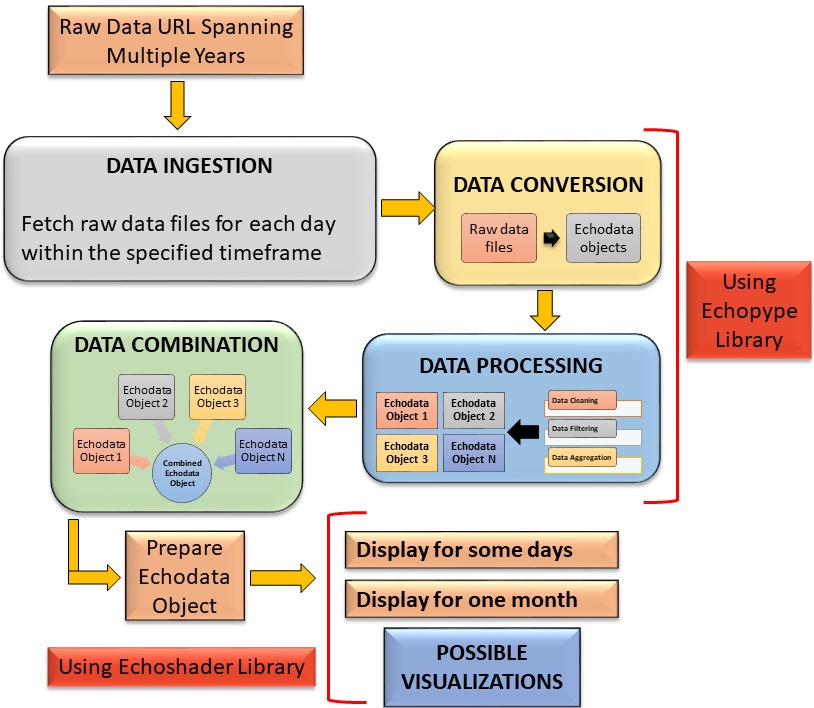 Raw Data URL Spanning
Multiple Years
DATA INGESTION
Fetch raw data files for each day
within the specified timeframe
DATA CONVERSION
Raw data
files
Echodata
objects
Using
Echopype
Library
DATA PROCESSING
Echodata
Object 1
Echodata
Object 2
Echodata
Object 3
Echodata
Object N
Data Cleaning
Data Filtering
Data Aggregation
DATA COMBINATION
Echodata
Object 1
Echodata
Object 2
Echodata
Object 3
Echodata
Object N
Combined
Echodata
Object
Prepare
Echodata
Object
Display for some days
Display for one month
POSSIBLE
VISUALIZATIONS
Using Echoshader Library